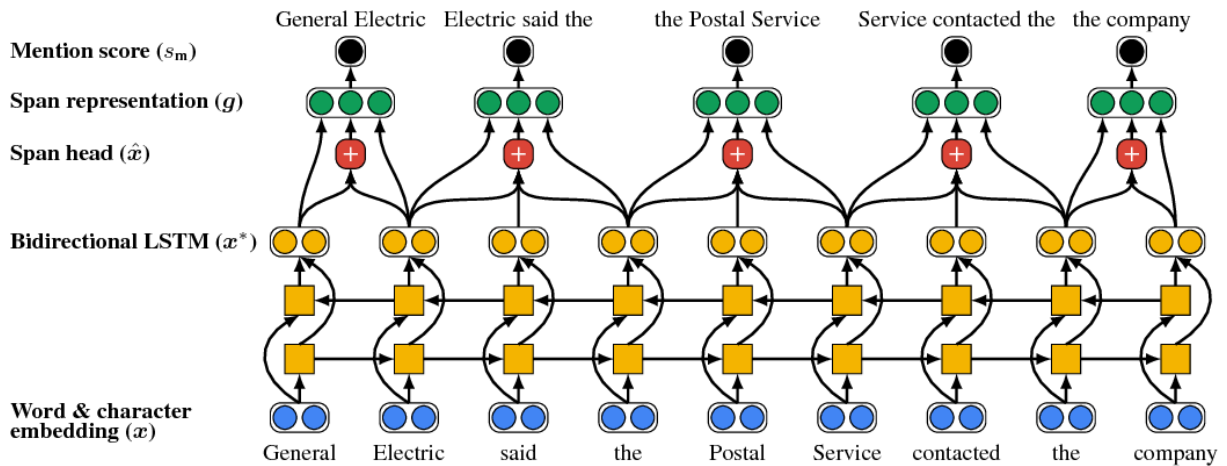 General Electric Electric said the the Postal Service Service contacted the the company
Mention score (sₘ)
Span representation (g)
Span head (x̂)
+ + + + +
Bidirectional LSTM (x*)
Word & character
embedding (x)
General Electric said the Postal Service contacted the company